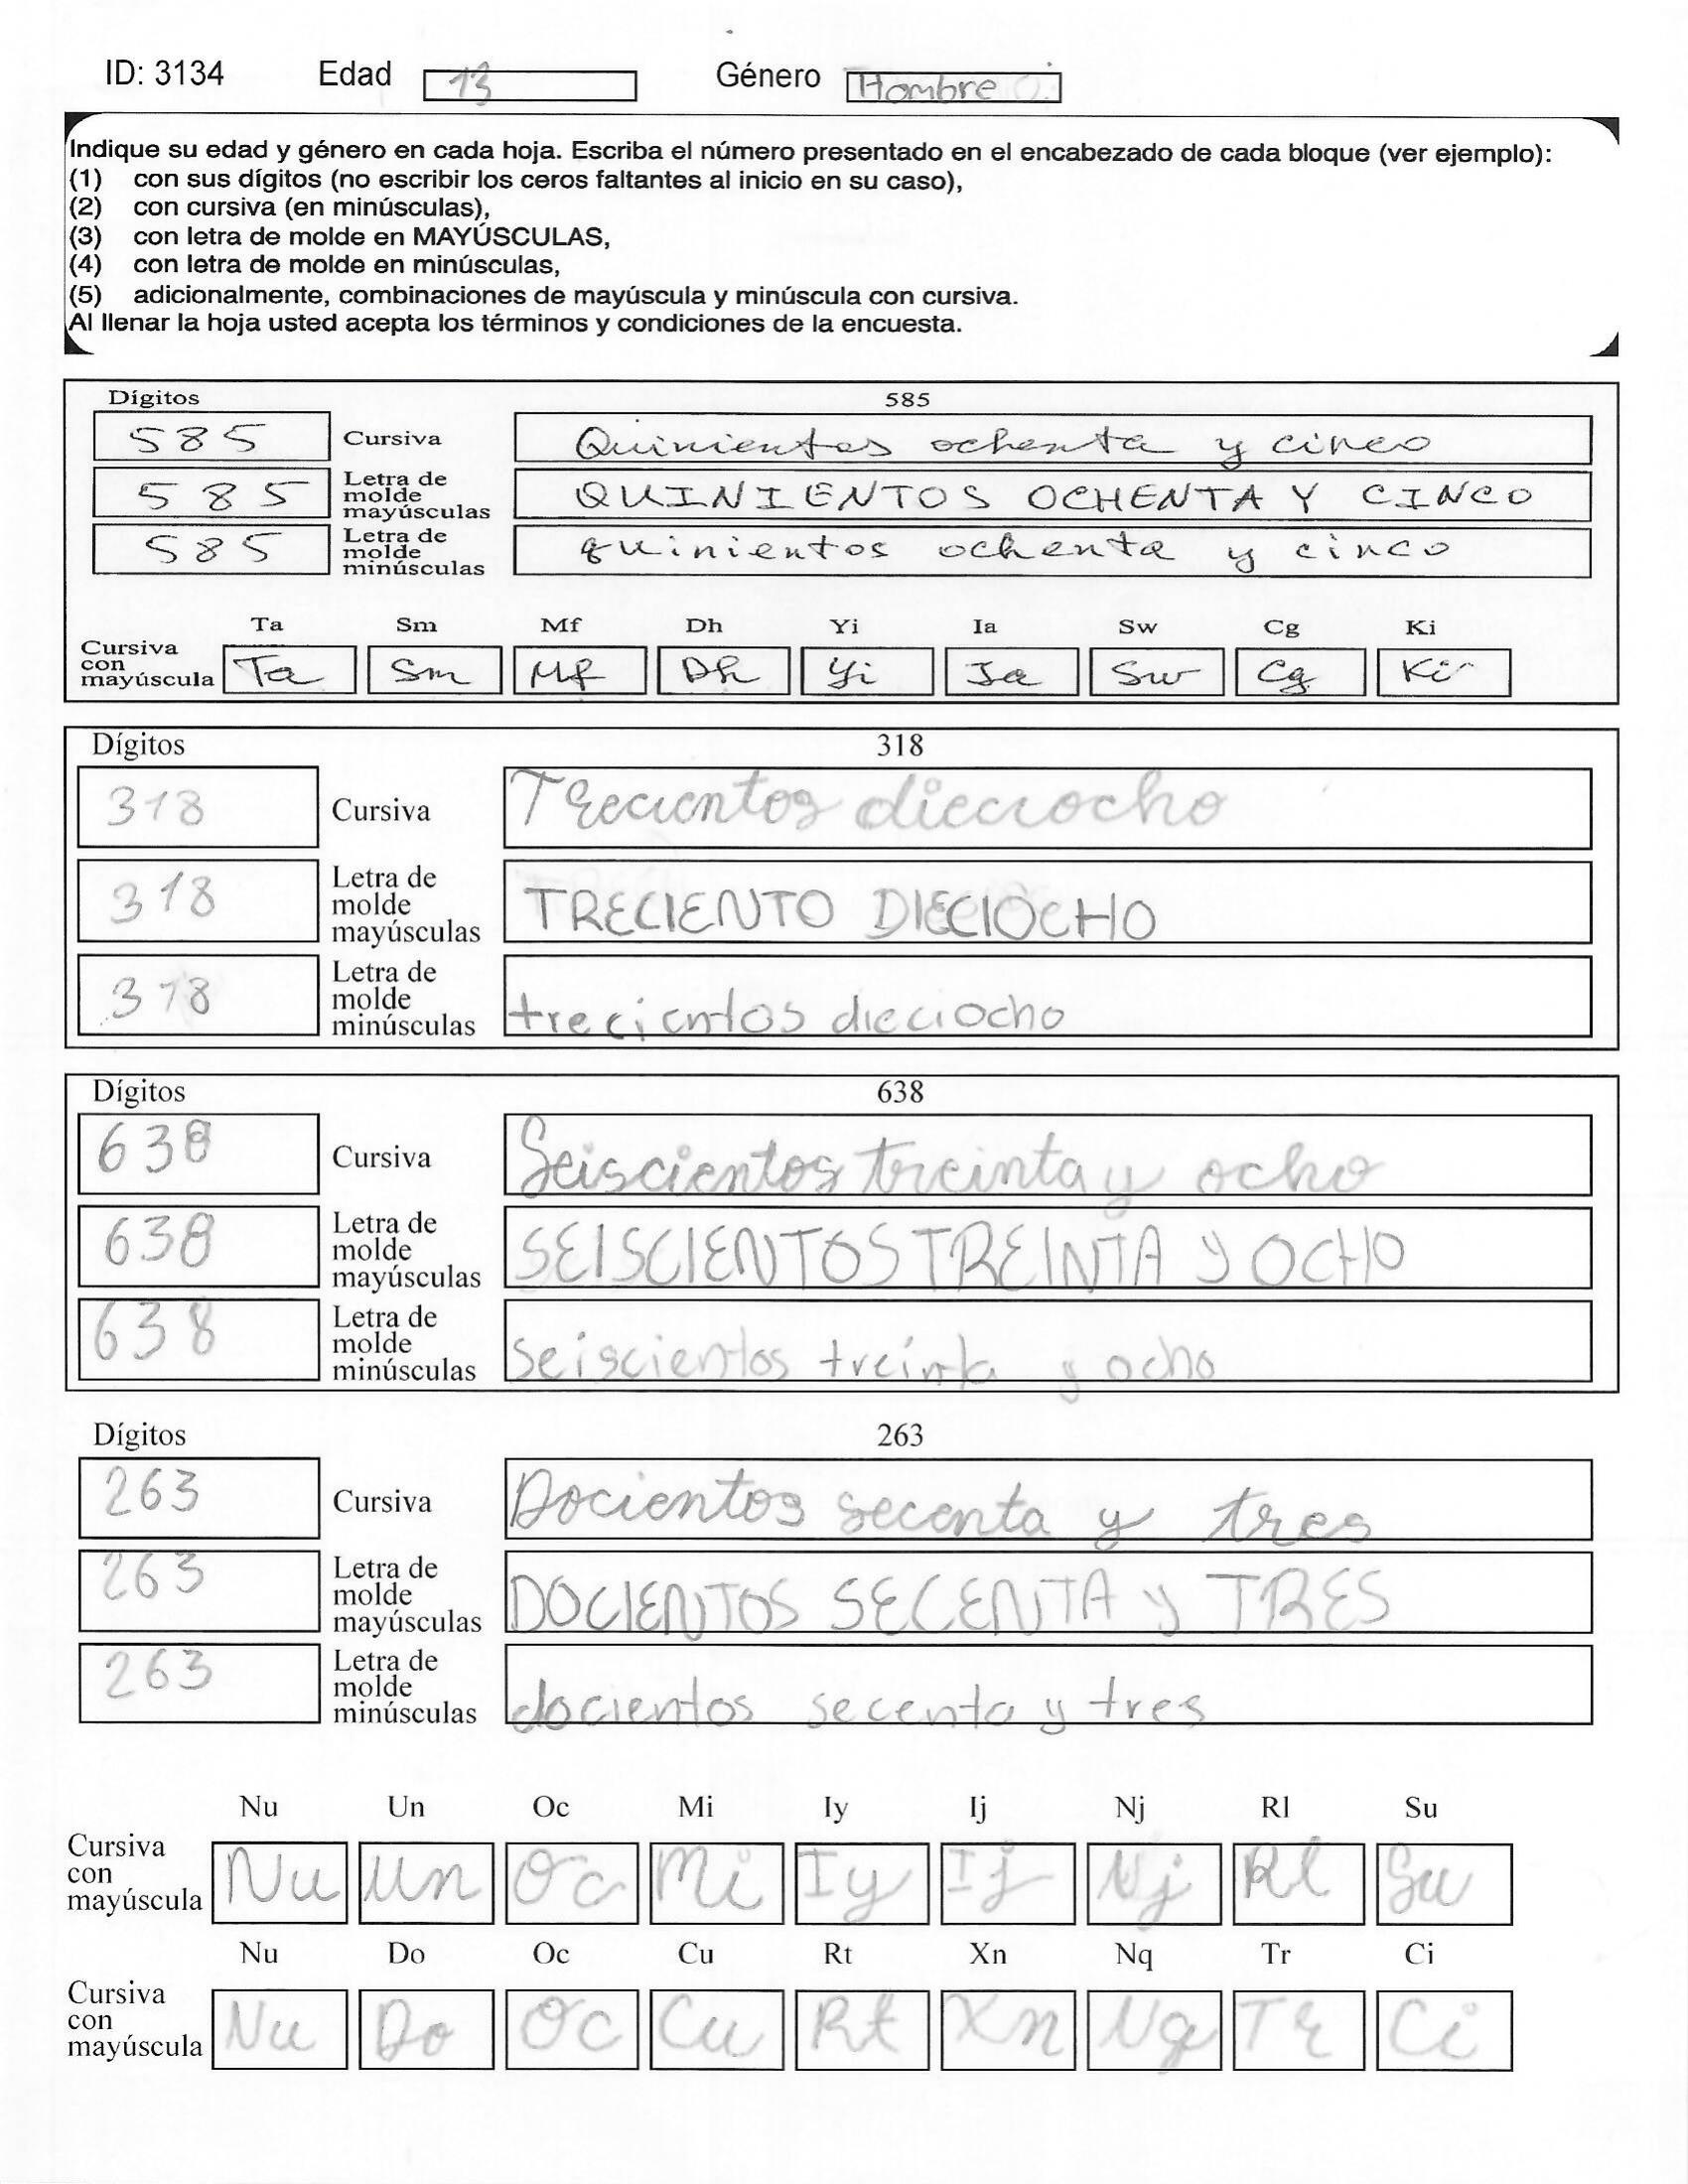 ID: 3134 Edad 13 Género Hombre
Indique su edad y género en cada hoja. Escriba el número presentado en el encabezado de cada bloque (ver ejemplo):
(1) con sus dígitos (no escribir los ceros faltantes al inicio en su caso),
(2) con cursiva (en minúsculas),
(3) con letra de molde en MAYÚSCULAS,
(4) con letra de molde en minúsculas,
(5) adicionalmente, combinaciones de mayúscula y minúscula con cursiva.
Al llenar la hoja usted acepta los términos y condiciones de la encuesta.
Dígitos 585
585 Cursiva Quinientos ochenta y cinco
585 Letra de molde mayúsculas QUINIENTOS OCHENTA Y CINCO
585 Letra de molde minúsculas quinientos ochenta y cinco
Ta Sm Mf Dh Yi Ia Sw Cg Ki
Cursiva con mayúscula Ta Sm Mf Dh Yi Ia Sw Cg Ki
Dígitos 318
318 Cursiva Trecientos dieciocho
318 Letra de molde mayúsculas TRECIENTO DIECIOCHO
318 Letra de molde minúsculas trecientos dieciocho
Dígitos 638
638 Cursiva Seiscientos treinta y ocho
638 Letra de molde mayúsculas SEISCIENTOS TREINTA y OCHO
638 Letra de molde minúsculas seiscientos treinta y ocho
Dígitos 263
263 Cursiva Docientos secenta y tres
263 Letra de molde mayúsculas DOCIENTOS SECENTA y TRES
263 Letra de molde minúsculas docientos secenta y tres
Nu Un Oc Mi Iy Ij Nj Rl Su
Cursiva con mayúscula Nu Un Oc Mi Iy Ij Nj Rl Su
Nu Do Oc Cu Rt Xn Nq Tr Ci
Cursiva con mayúscula Nu Do Oc Cu Rt Xn Nq Tr Ci